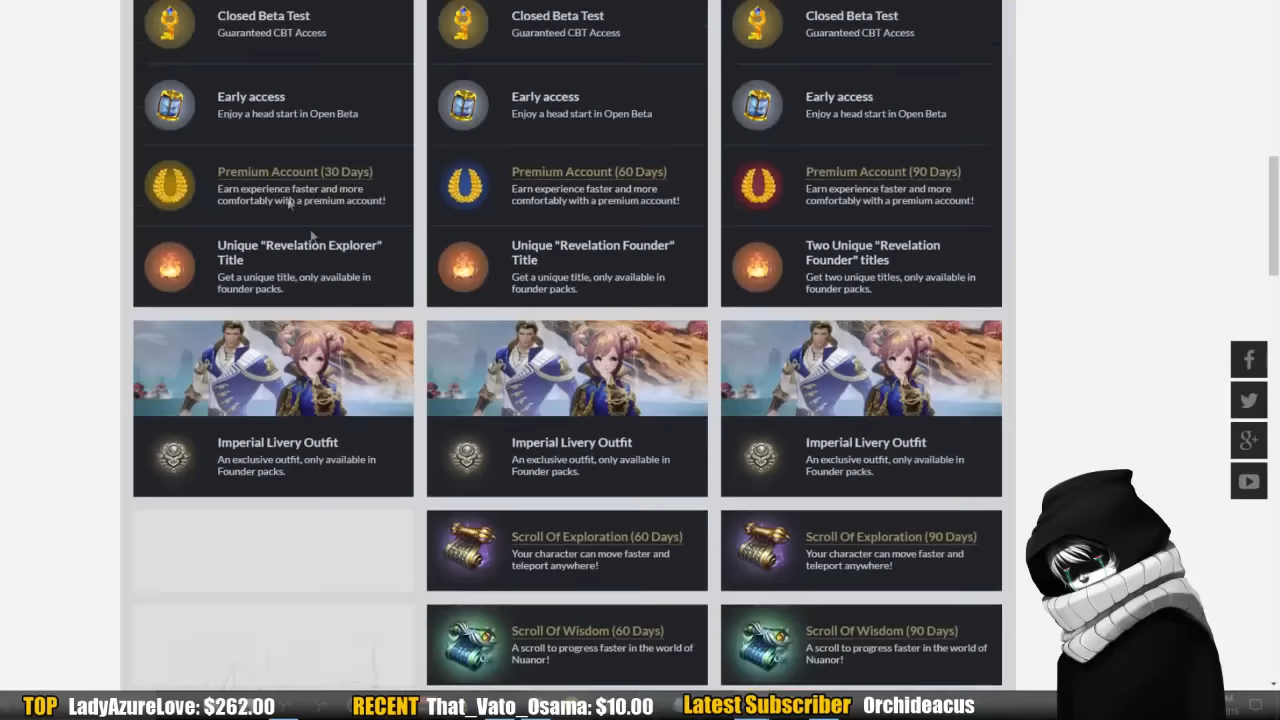 Closed Beta Test
Guaranteed CBT Access
Early access
Enjoy a head start in Open Beta
Premium Account (30 Days)
Earn experience faster and more
comfortably with a premium account!
Unique "Revelation Explorer"
Title
Get a unique title, only available in
founder packs.
Imperial Livery Outfit
An exclusive outfit, only available in
Founder packs.
Closed Beta Test
Guaranteed CBT Access
Early access
Enjoy a head start in Open Beta
Premium Account (60 Days)
Earn experience faster and more
comfortably with a premium account!
Unique "Revelation Founder"
Title
Get a unique title, only available in
founder packs.
Imperial Livery Outfit
An exclusive outfit, only available in
Founder packs.
Scroll Of Exploration (60 Days)
Your character can move faster and
teleport anywhere!
Scroll Of Wisdom (60 Days)
A scroll to progress faster in the world of
Nuanor!
Closed Beta Test
Guaranteed CBT Access
Early access
Enjoy a head start in Open Beta
Premium Account (90 Days)
Earn experience faster and more
comfortably with a premium account!
Two Unique "Revelation
Founder" titles
Get two unique titles, only available in
founder packs.
Imperial Livery Outfit
An exclusive outfit, only available in
Founder packs.
Scroll Of Exploration (90 Days)
Your character can move faster and
teleport anywhere!
Scroll Of Wisdom (90 Days)
A scroll to progress faster in the world of
Nuanor!
TOP LadyAzureLove: $262.00 RECENT That_Vato_Osama: $10.00 Latest Subscriber Orchideacus